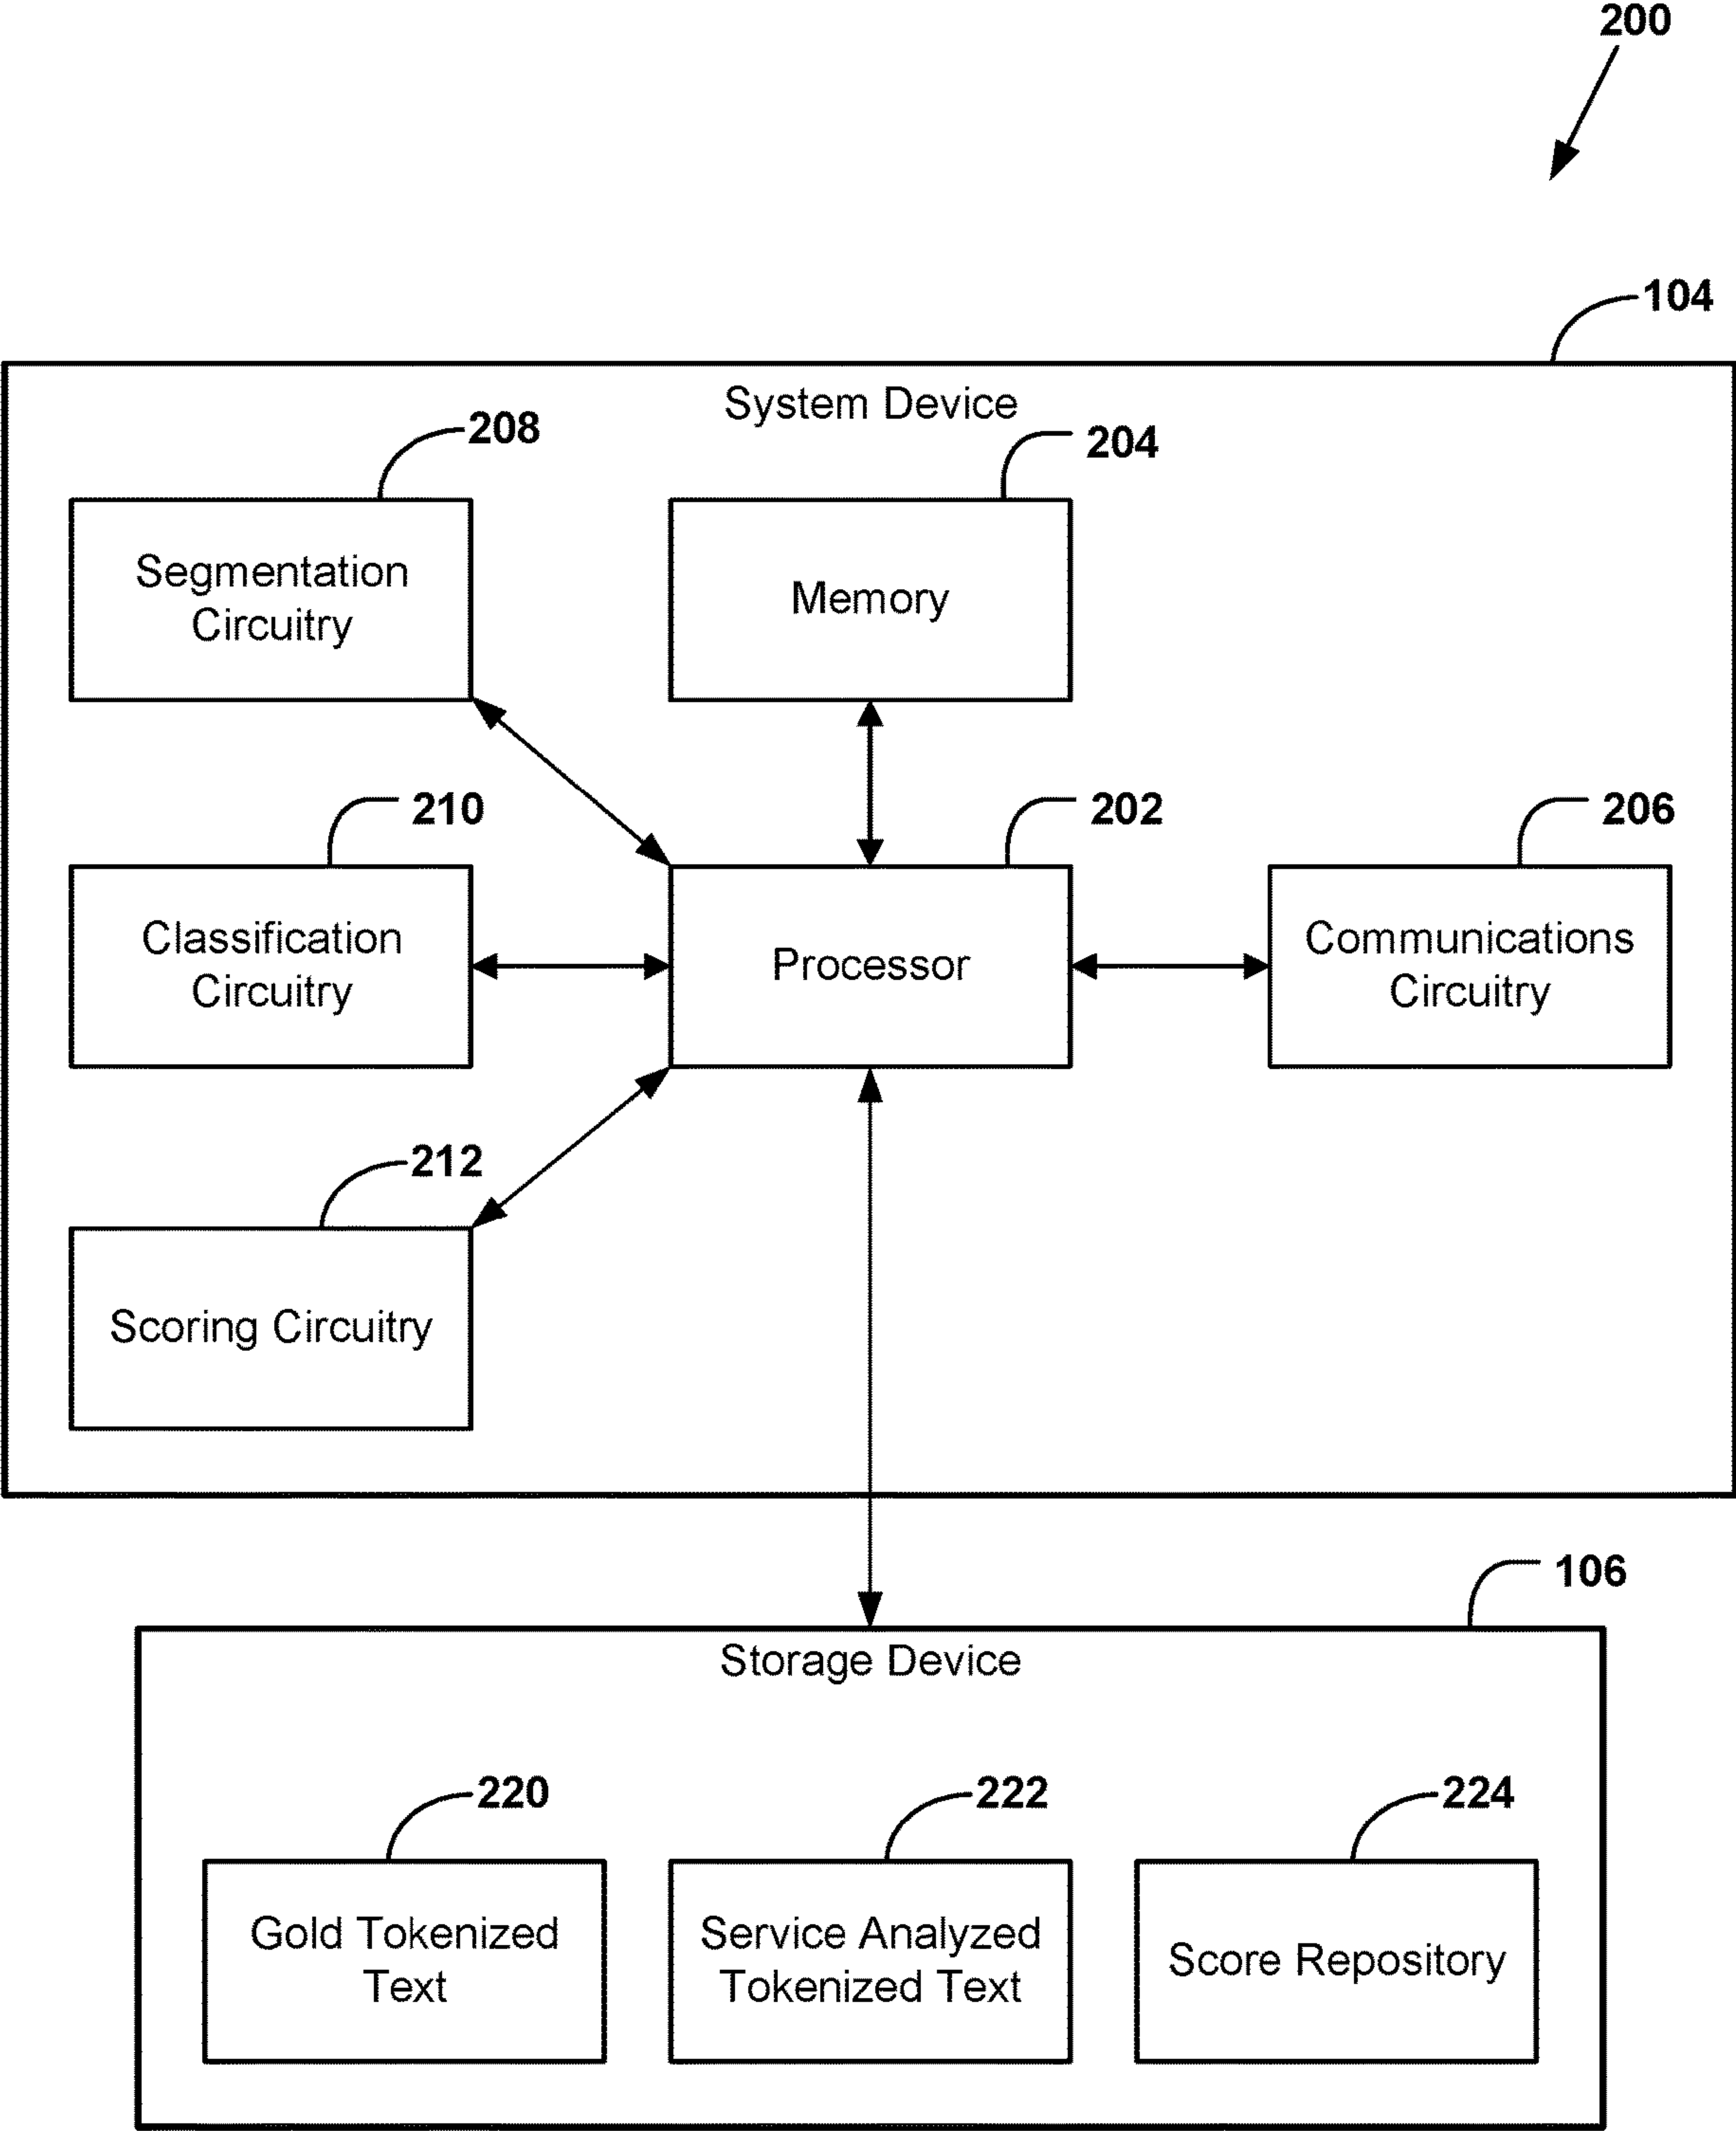 200
104
System Device
208
204
Segmentation
Circuitry
Memory
210
202
206
Classification
Circuitry
Processor
Communications
Circuitry
212
Scoring Circuitry
106
Storage Device
220
222
224
Gold Tokenized
Text
Service Analyzed
Tokenized Text
Score Repository